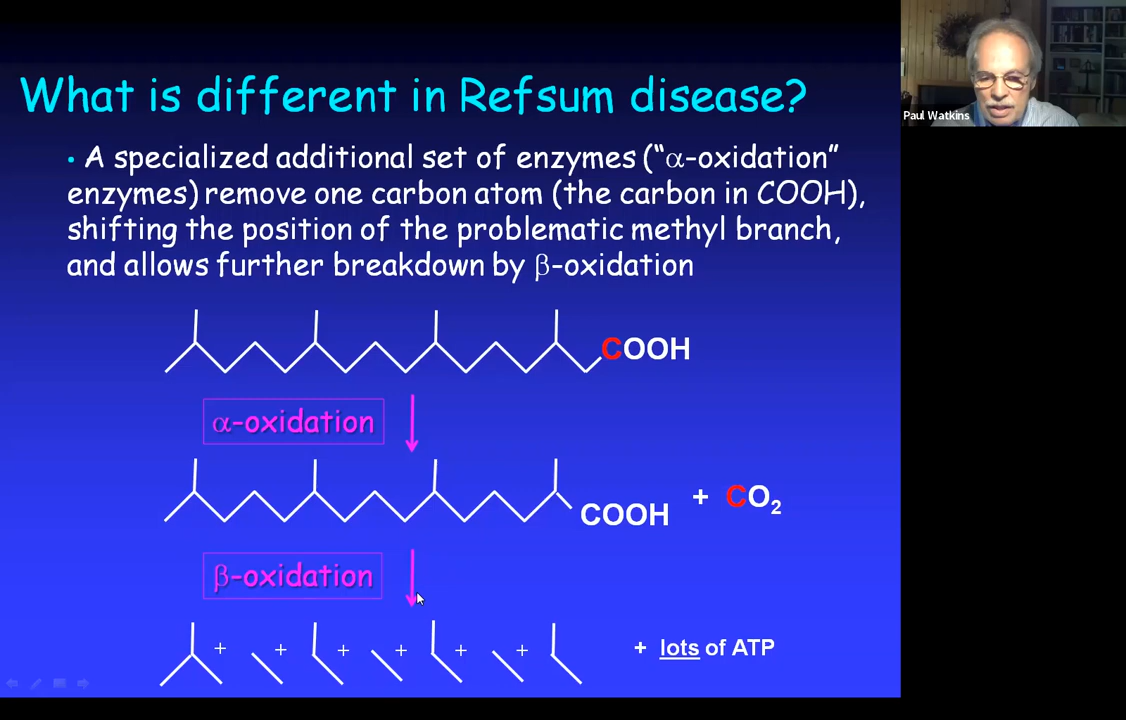 What is different in Refsum disease?
Paul Watkins
• A specialized additional set of enzymes (“α-oxidation”
enzymes) remove one carbon atom (the carbon in COOH),
shifting the position of the problematic methyl branch,
and allows further breakdown by β-oxidation
COOH
α-oxidation
COOH + CO₂
β-oxidation
+ + + + + + + lots of ATP